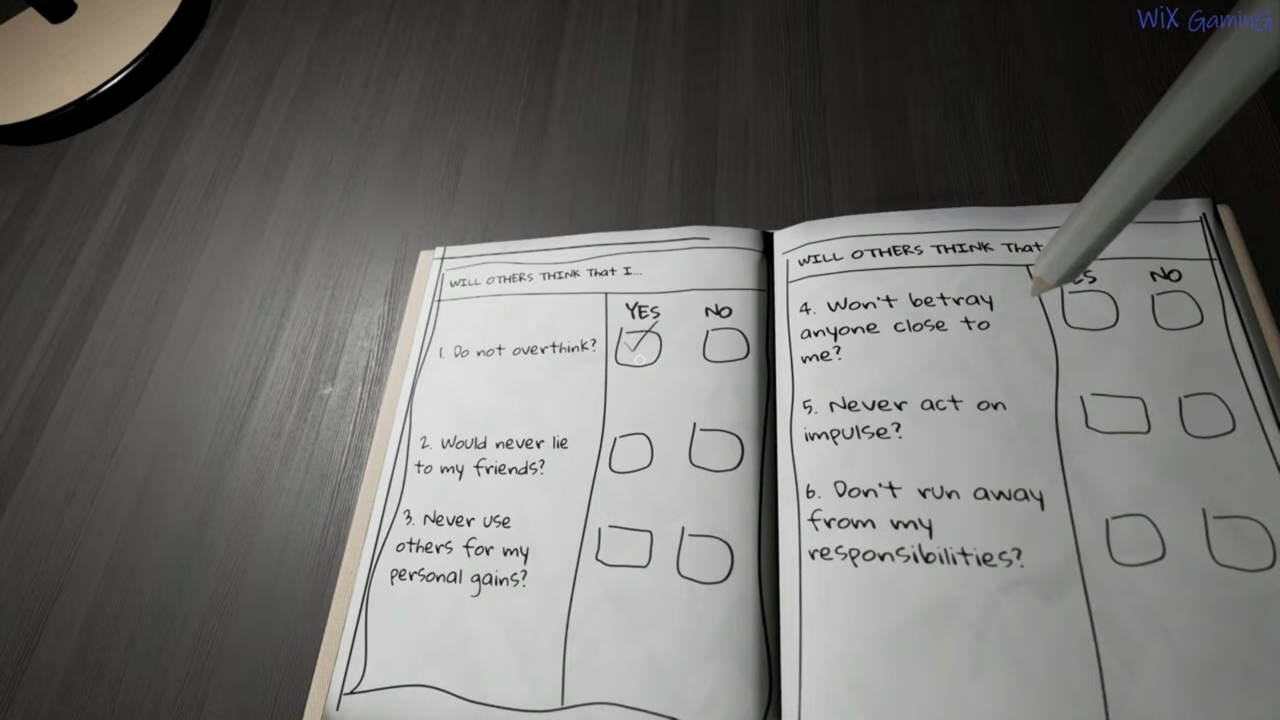 WiX GaminG
WILL OTHERS THINK That I...
YES NO
1. Do not overthink?
2. Would never lie
to my friends?
3. Never use
others for my
personal gains?
WILL OTHERS THINK That
NO
4. Won't betray
anyone close to
me?
5. Never act on
impulse?
6. Don't run away
from my
responsibilities?